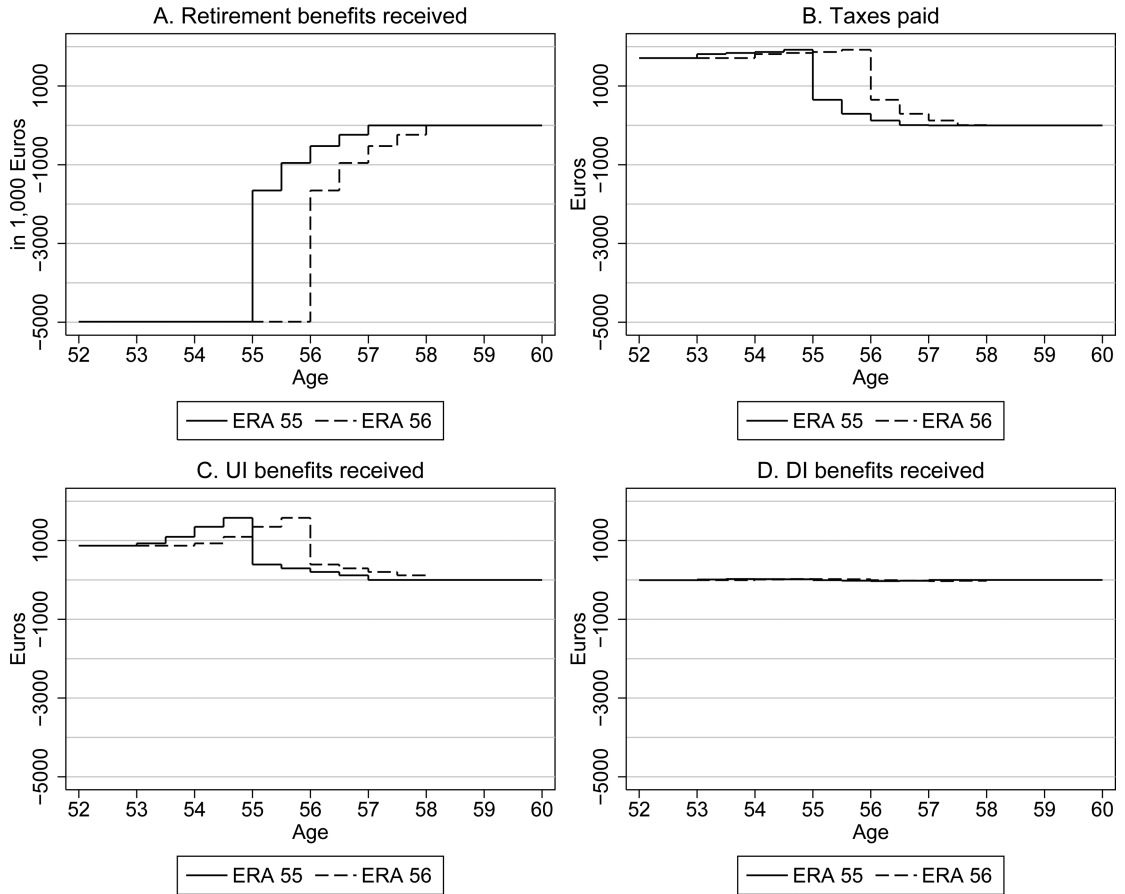 A. Retirement benefits received
in 1,000 Euros
1000
−1000
−3000
−5000
52 53 54 55 56 57 58 59 60
Age
ERA 55 ERA 56
B. Taxes paid
Euros
1000
−1000
−3000
−5000
52 53 54 55 56 57 58 59 60
Age
ERA 55 ERA 56
C. UI benefits received
Euros
1000
−1000
−3000
−5000
52 53 54 55 56 57 58 59 60
Age
ERA 55 ERA 56
D. DI benefits received
Euros
1000
−1000
−3000
−5000
52 53 54 55 56 57 58 59 60
Age
ERA 55 ERA 56